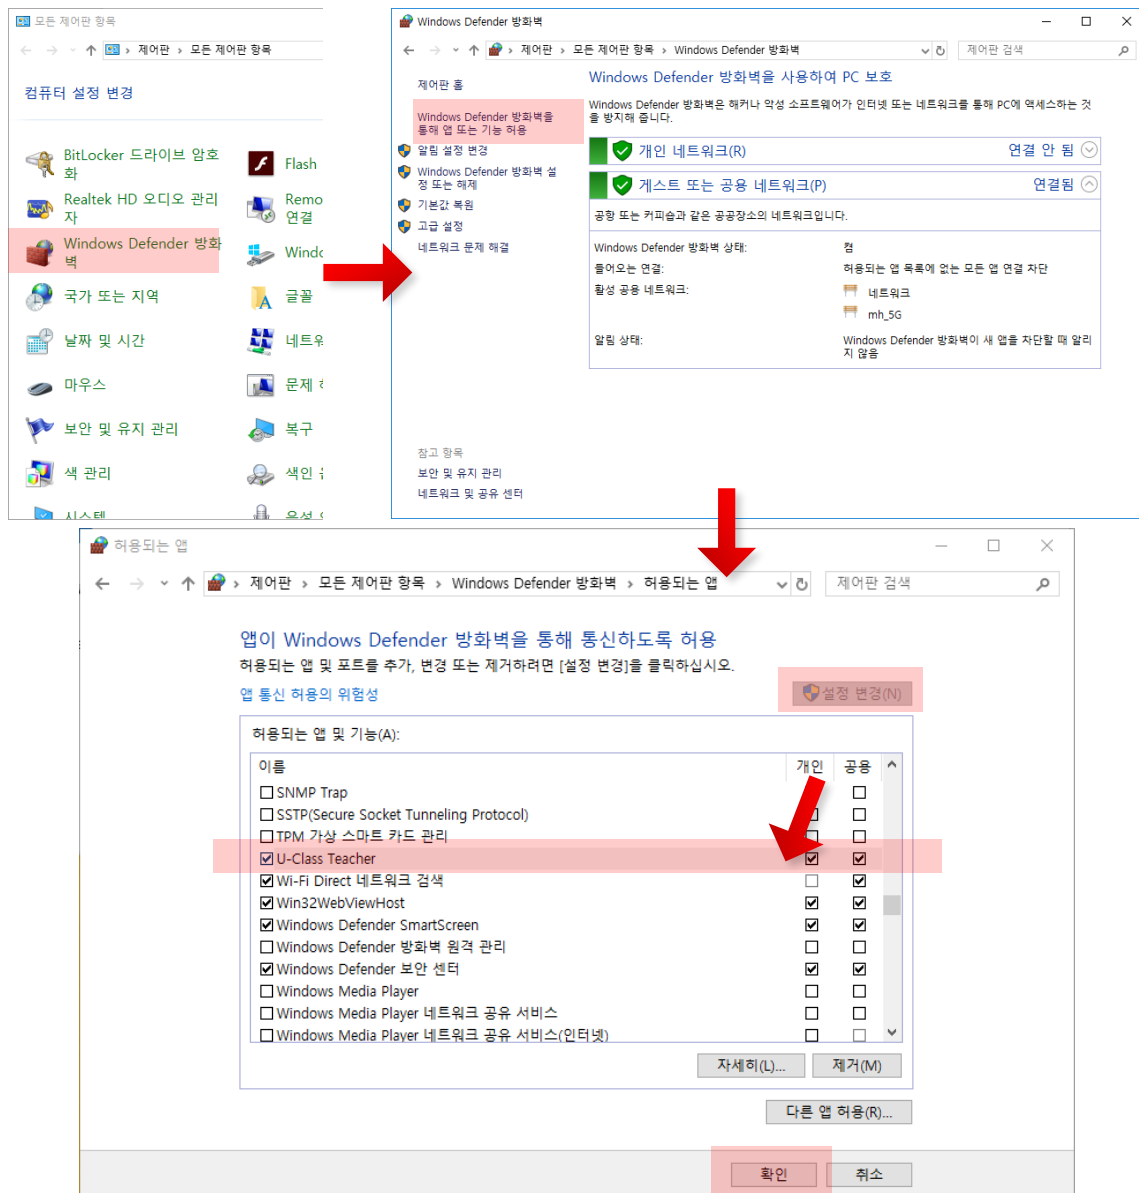 모든 제어판 항목
제어판 › 모든 제어판 항목
컴퓨터 설정 변경
BitLocker 드라이브 암호
화
Flash
Realtek HD 오디오 관리
자
Remo
연결
Windows Defender 방화
벽
Windo
국가 또는 지역
글꼴
날짜 및 시간
마우스
문제
보안 및 유지 관리
복구
색 관리
색인
시스템
음성
Windows Defender 방화벽
제어판 › 모든 제어판 항목 › Windows Defender 방화벽
제어판 검색
제어판 홈
Windows Defender 방화벽을
통해 앱 또는 기능 허용
알림 설정 변경
Windows Defender 방화벽 설
정 또는 해제
기본값 복원
고급 설정
네트워크 문제 해결
참고 항목
보안 및 유지 관리
네트워크 및 공유 센터
Windows Defender 방화벽을 사용하여 PC 보호
Windows Defender 방화벽은 해커나 악성 소프트웨어가 인터넷 또는 네트워크를 통해 PC에 액세스하는 것
을 방지해 줍니다.
개인 네트워크(R) 연결 안 됨
게스트 또는 공용 네트워크(P) 연결됨
공항 또는 커피숍과 같은 공공장소의 네트워크입니다.
Windows Defender 방화벽 상태: 켬
들어오는 연결: 허용되는 앱 목록에 없는 모든 앱 연결 차단
활성 공용 네트워크: 네트워크
mh_5G
알림 상태: Windows Defender 방화벽이 새 앱을 차단할 때 알리
지 않음
허용되는 앱
제어판 › 모든 제어판 항목 › Windows Defender 방화벽 › 허용되는 앱
제어판 검색
앱이 Windows Defender 방화벽을 통해 통신하도록 허용
허용되는 앱 및 포트를 추가, 변경 또는 제거하려면 [설정 변경]을 클릭하십시오.
앱 통신 허용의 위험성
설정 변경(N)
허용되는 앱 및 기능(A):
이름 개인 공용
SNMP Trap
SSTP(Secure Socket Tunneling Protocol)
TPM 가상 스마트 카드 관리
U-Class Teacher
Wi-Fi Direct 네트워크 검색
Win32WebViewHost
Windows Defender SmartScreen
Windows Defender 방화벽 원격 관리
Windows Defender 보안 센터
Windows Media Player
Windows Media Player 네트워크 공유 서비스
Windows Media Player 네트워크 공유 서비스(인터넷)
자세히(L)... 제거(M)
다른 앱 허용(R)...
확인 취소